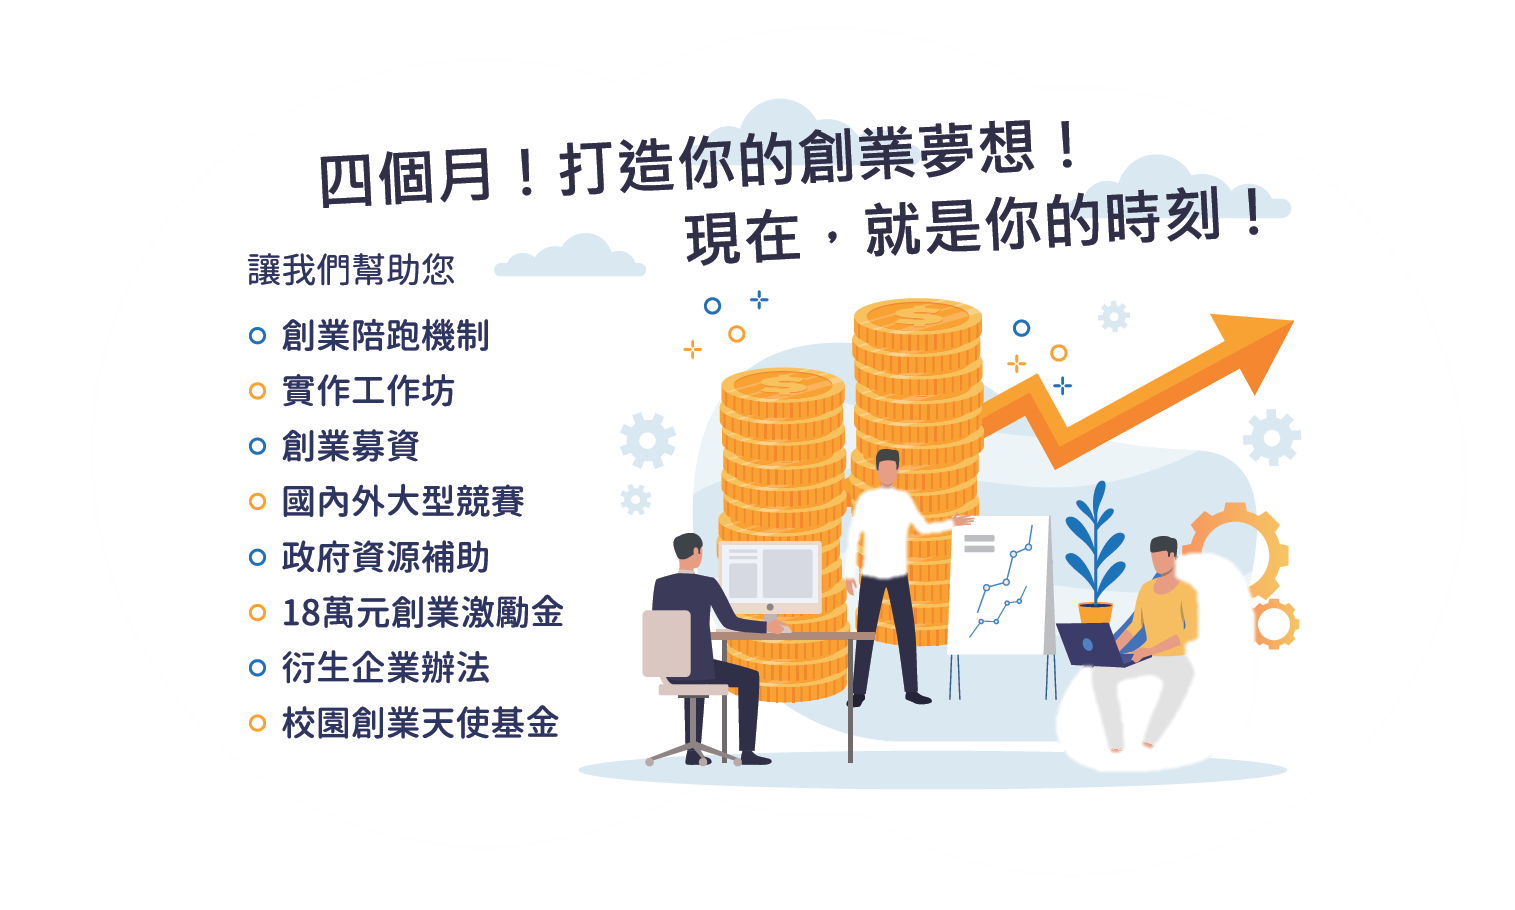 四個月！打造你的創業夢想！
現在，就是你的時刻！
讓我們幫助您
創業陪跑機制
實作工作坊
創業募資
國內外大型競賽
政府資源補助
18萬元創業激勵金
衍生企業辦法
校園創業天使基金